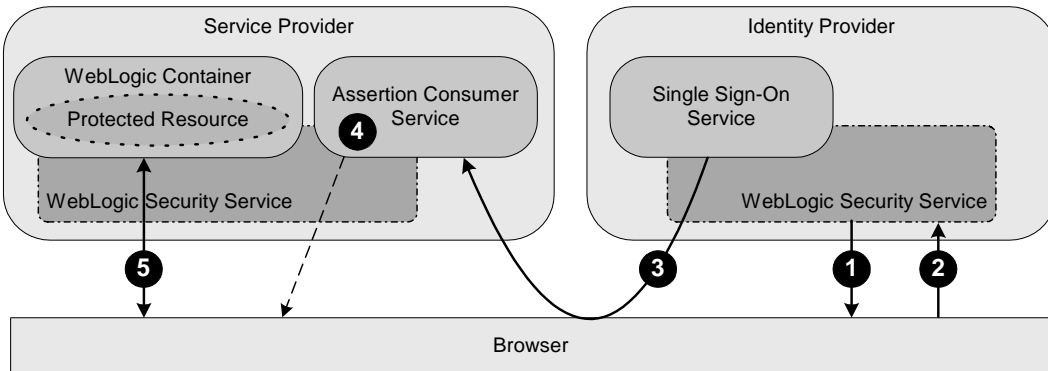 Service Provider
WebLogic Container
Protected Resource
Assertion Consumer
Service
4
WebLogic Security Service
Identity Provider
Single Sign-On
Service
WebLogic Security Service
5
3
1
2
Browser